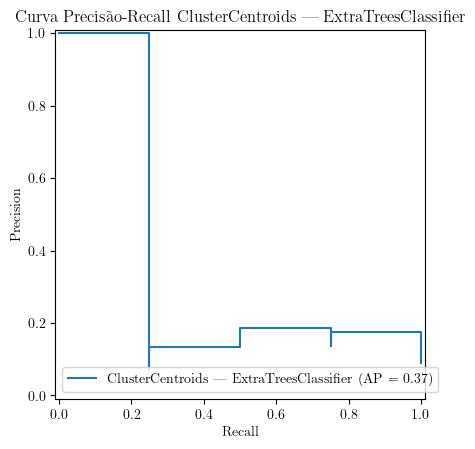 Curva Precisão-Recall ClusterCentroids — ExtraTreesClassifier
1.0
0.8
0.6
0.4
0.2
0.0
Precision
ClusterCentroids — ExtraTreesClassifier (AP = 0.37)
0.0 0.2 0.4 0.6 0.8 1.0
Recall